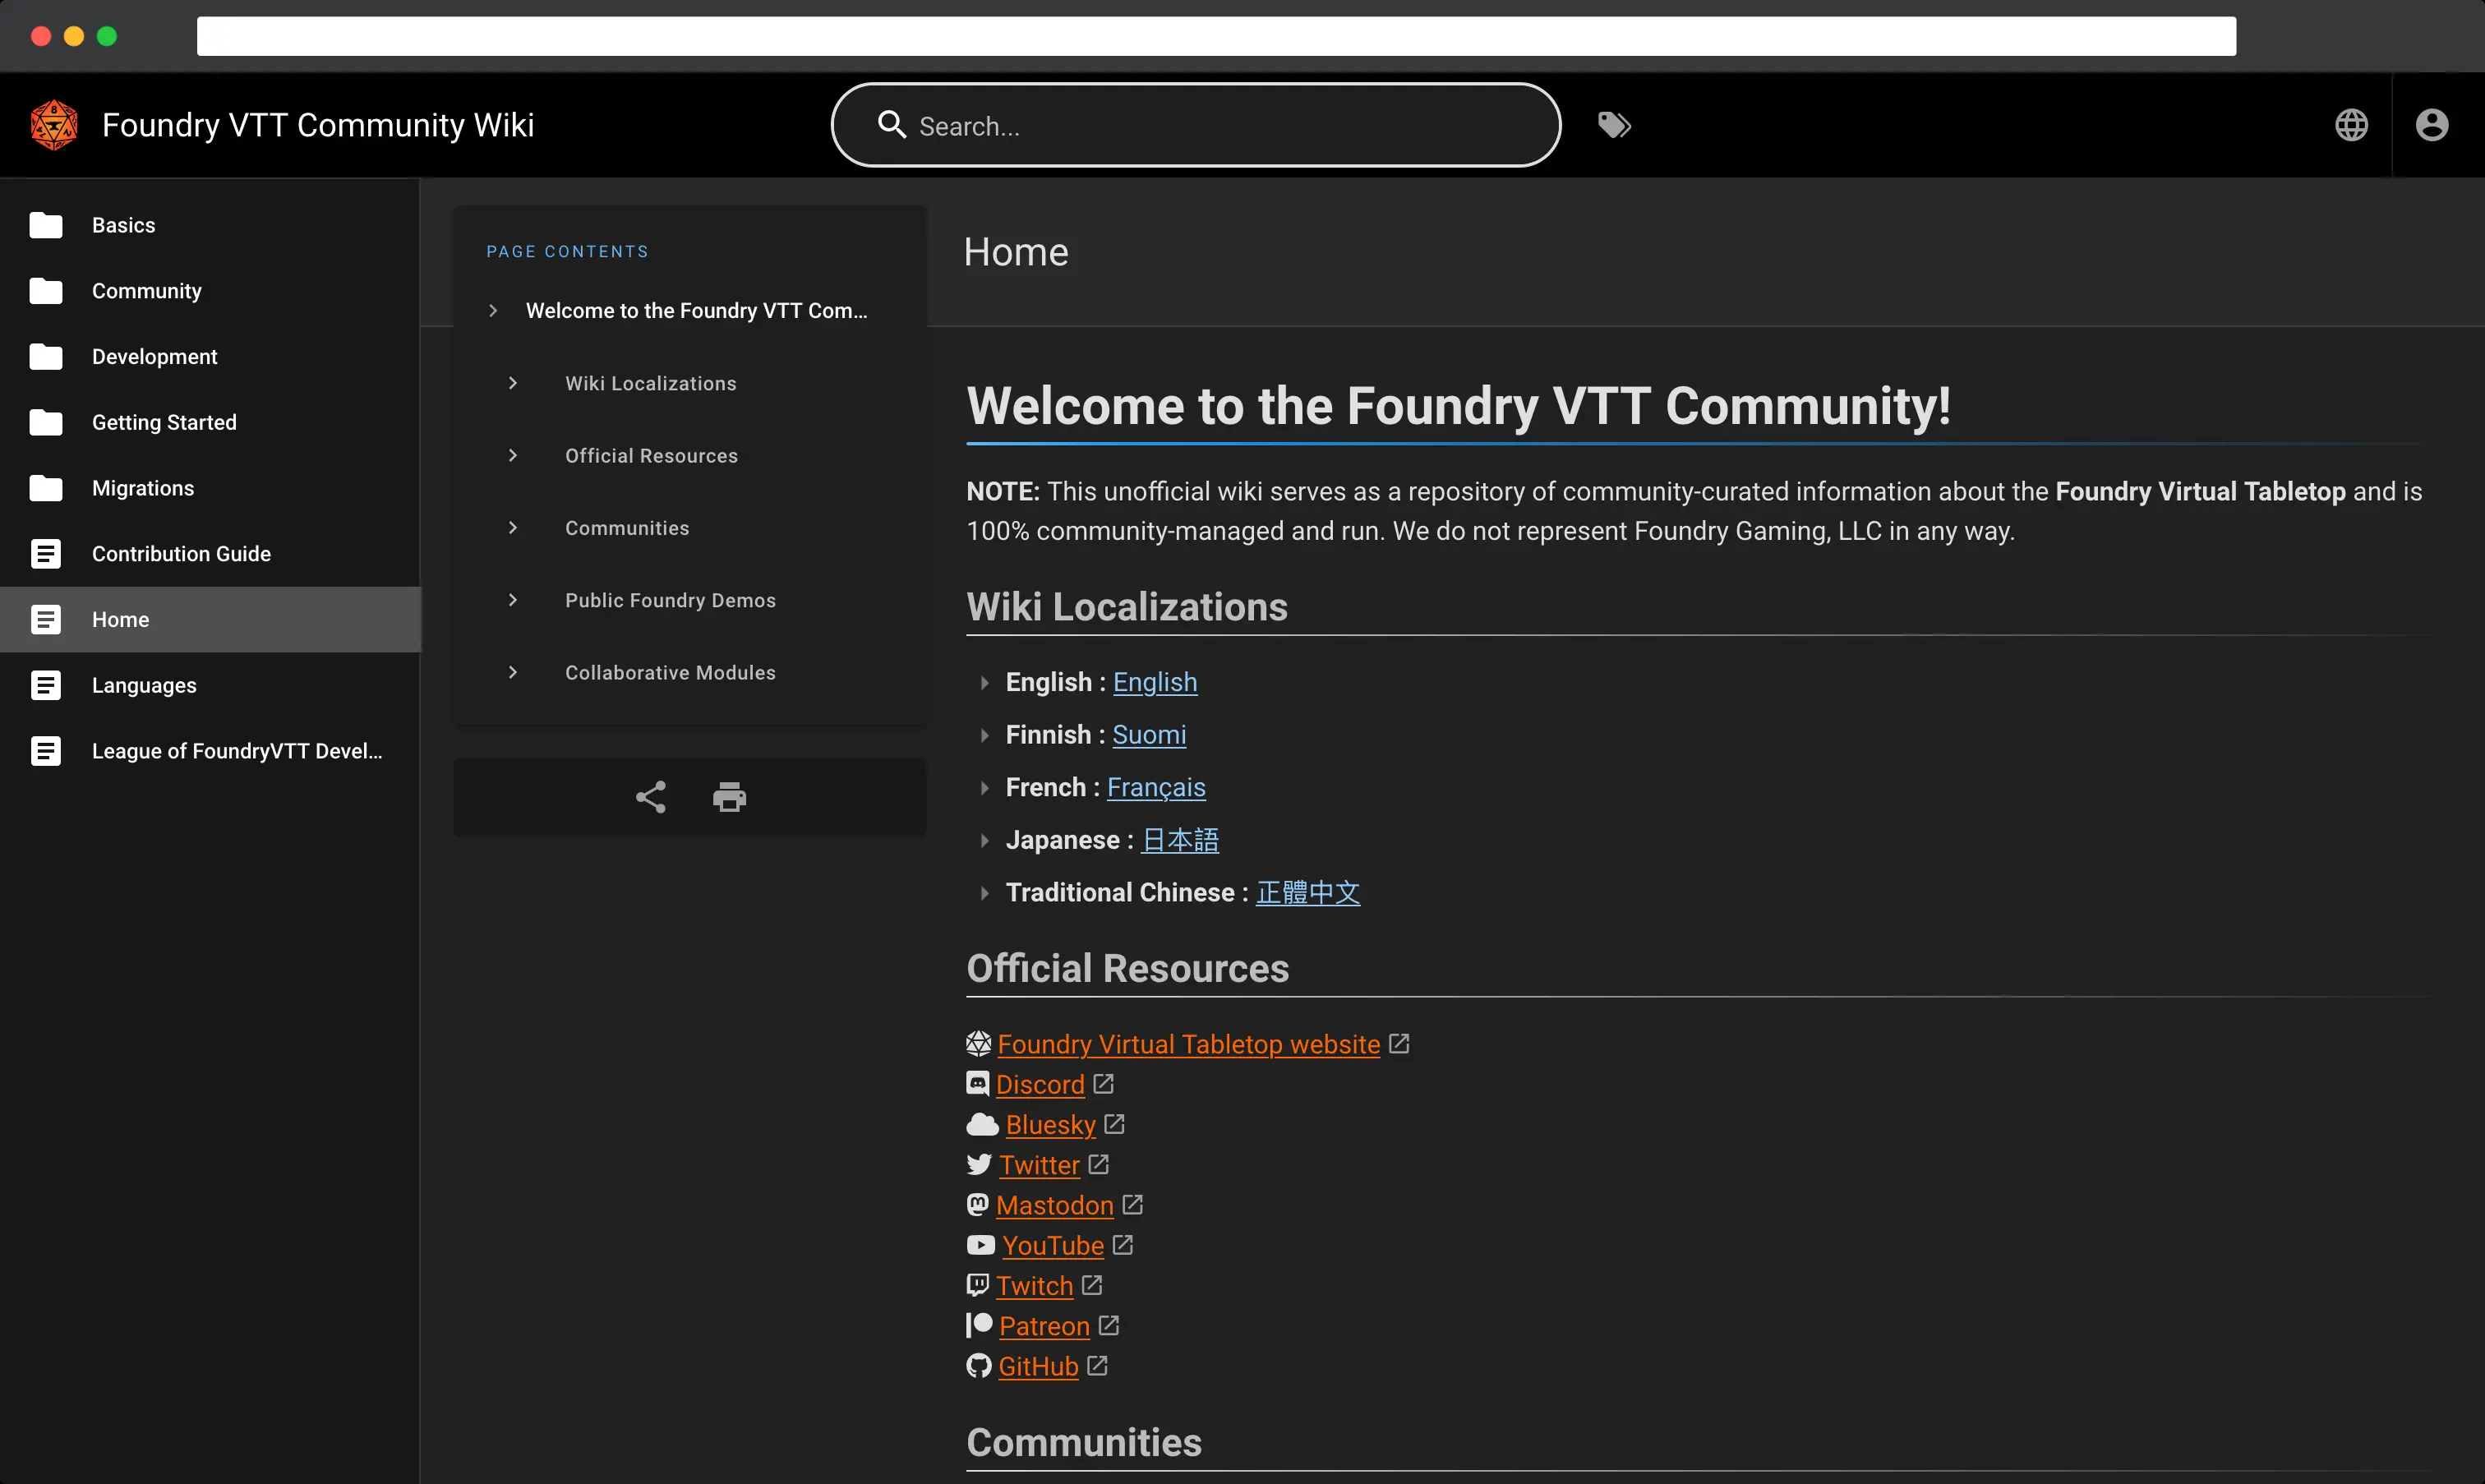 Foundry VTT Community Wiki
Search...
Basics
Community
Development
Getting Started
Migrations
Contribution Guide
Home
Languages
League of FoundryVTT Devel...
PAGE CONTENTS
Welcome to the Foundry VTT Com...
Wiki Localizations
Official Resources
Communities
Public Foundry Demos
Collaborative Modules
Home
Welcome to the Foundry VTT Community!
NOTE: This unofficial wiki serves as a repository of community-curated information about the Foundry Virtual Tabletop and is
100% community-managed and run. We do not represent Foundry Gaming, LLC in any way.
Wiki Localizations
English : English
Finnish : Suomi
French : Français
Japanese : 日本語
Traditional Chinese : 正體中文
Official Resources
Foundry Virtual Tabletop website
Discord
Bluesky
Twitter
Mastodon
YouTube
Twitch
Patreon
GitHub
Communities